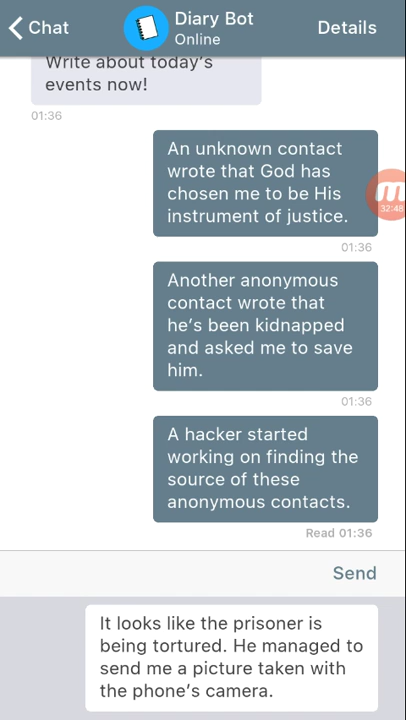 Chat
Diary Bot
Online
Details
Write about today's
events now!
01:36
An unknown contact
wrote that God has
chosen me to be His
instrument of justice.
01:36
Another anonymous
contact wrote that
he's been kidnapped
and asked me to save
him.
01:36
A hacker started
working on finding the
source of these
anonymous contacts.
Read 01:36
Send
It looks like the prisoner is
being tortured. He managed to
send me a picture taken with
the phone's camera.
32:48